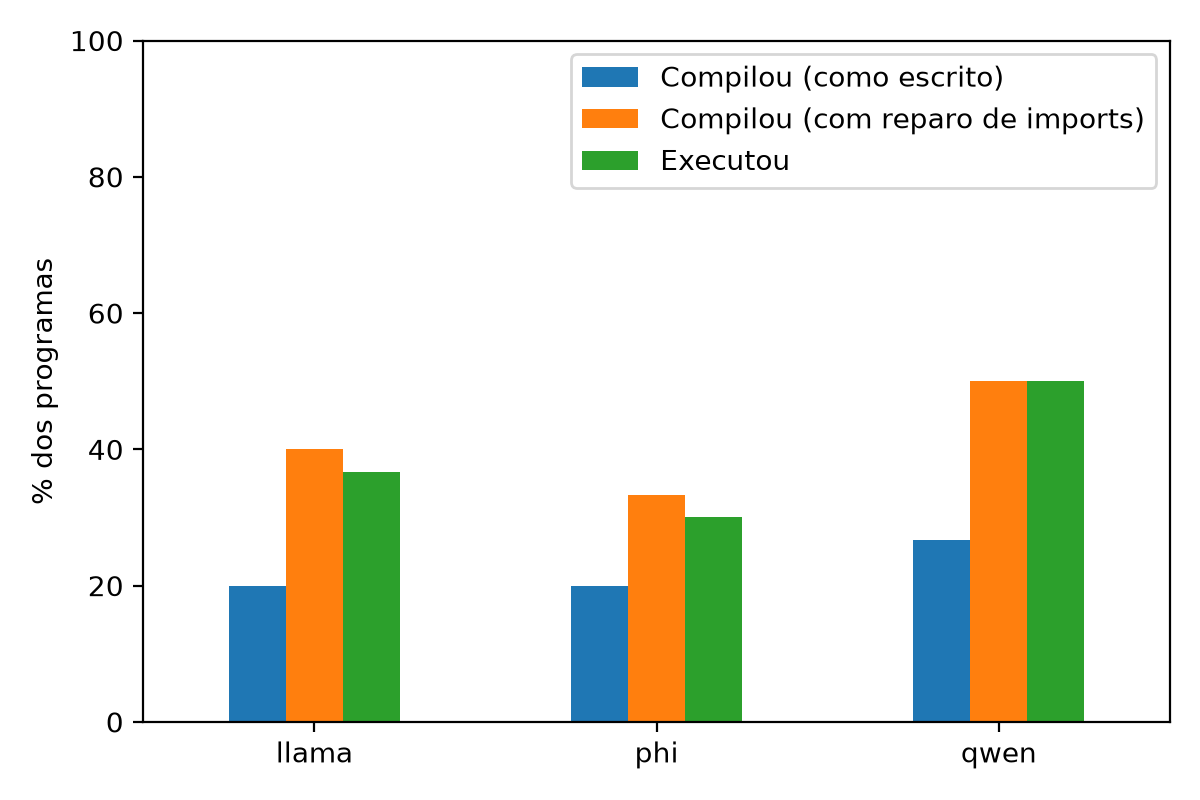 100
80
60
40
20
0
% dos programas
Compilou (como escrito)
Compilou (com reparo de imports)
Executou
llama
phi
qwen